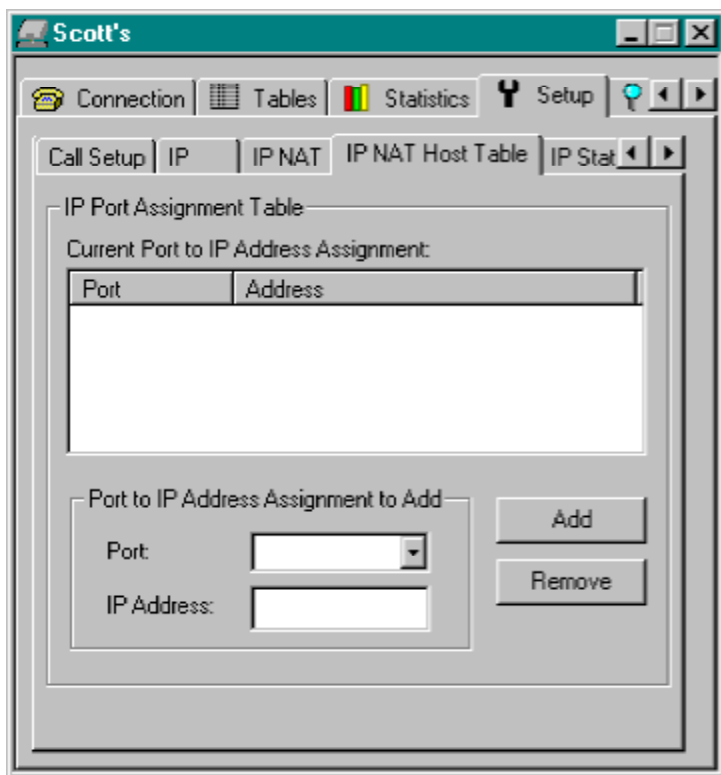 Scott's
Connection Tables Statistics Setup
Call Setup IP IP NAT IP NAT Host Table IP Stat
IP Port Assignment Table
Current Port to IP Address Assignment:
Port Address
Port to IP Address Assignment to Add
Add
Port:
Remove
IP Address: